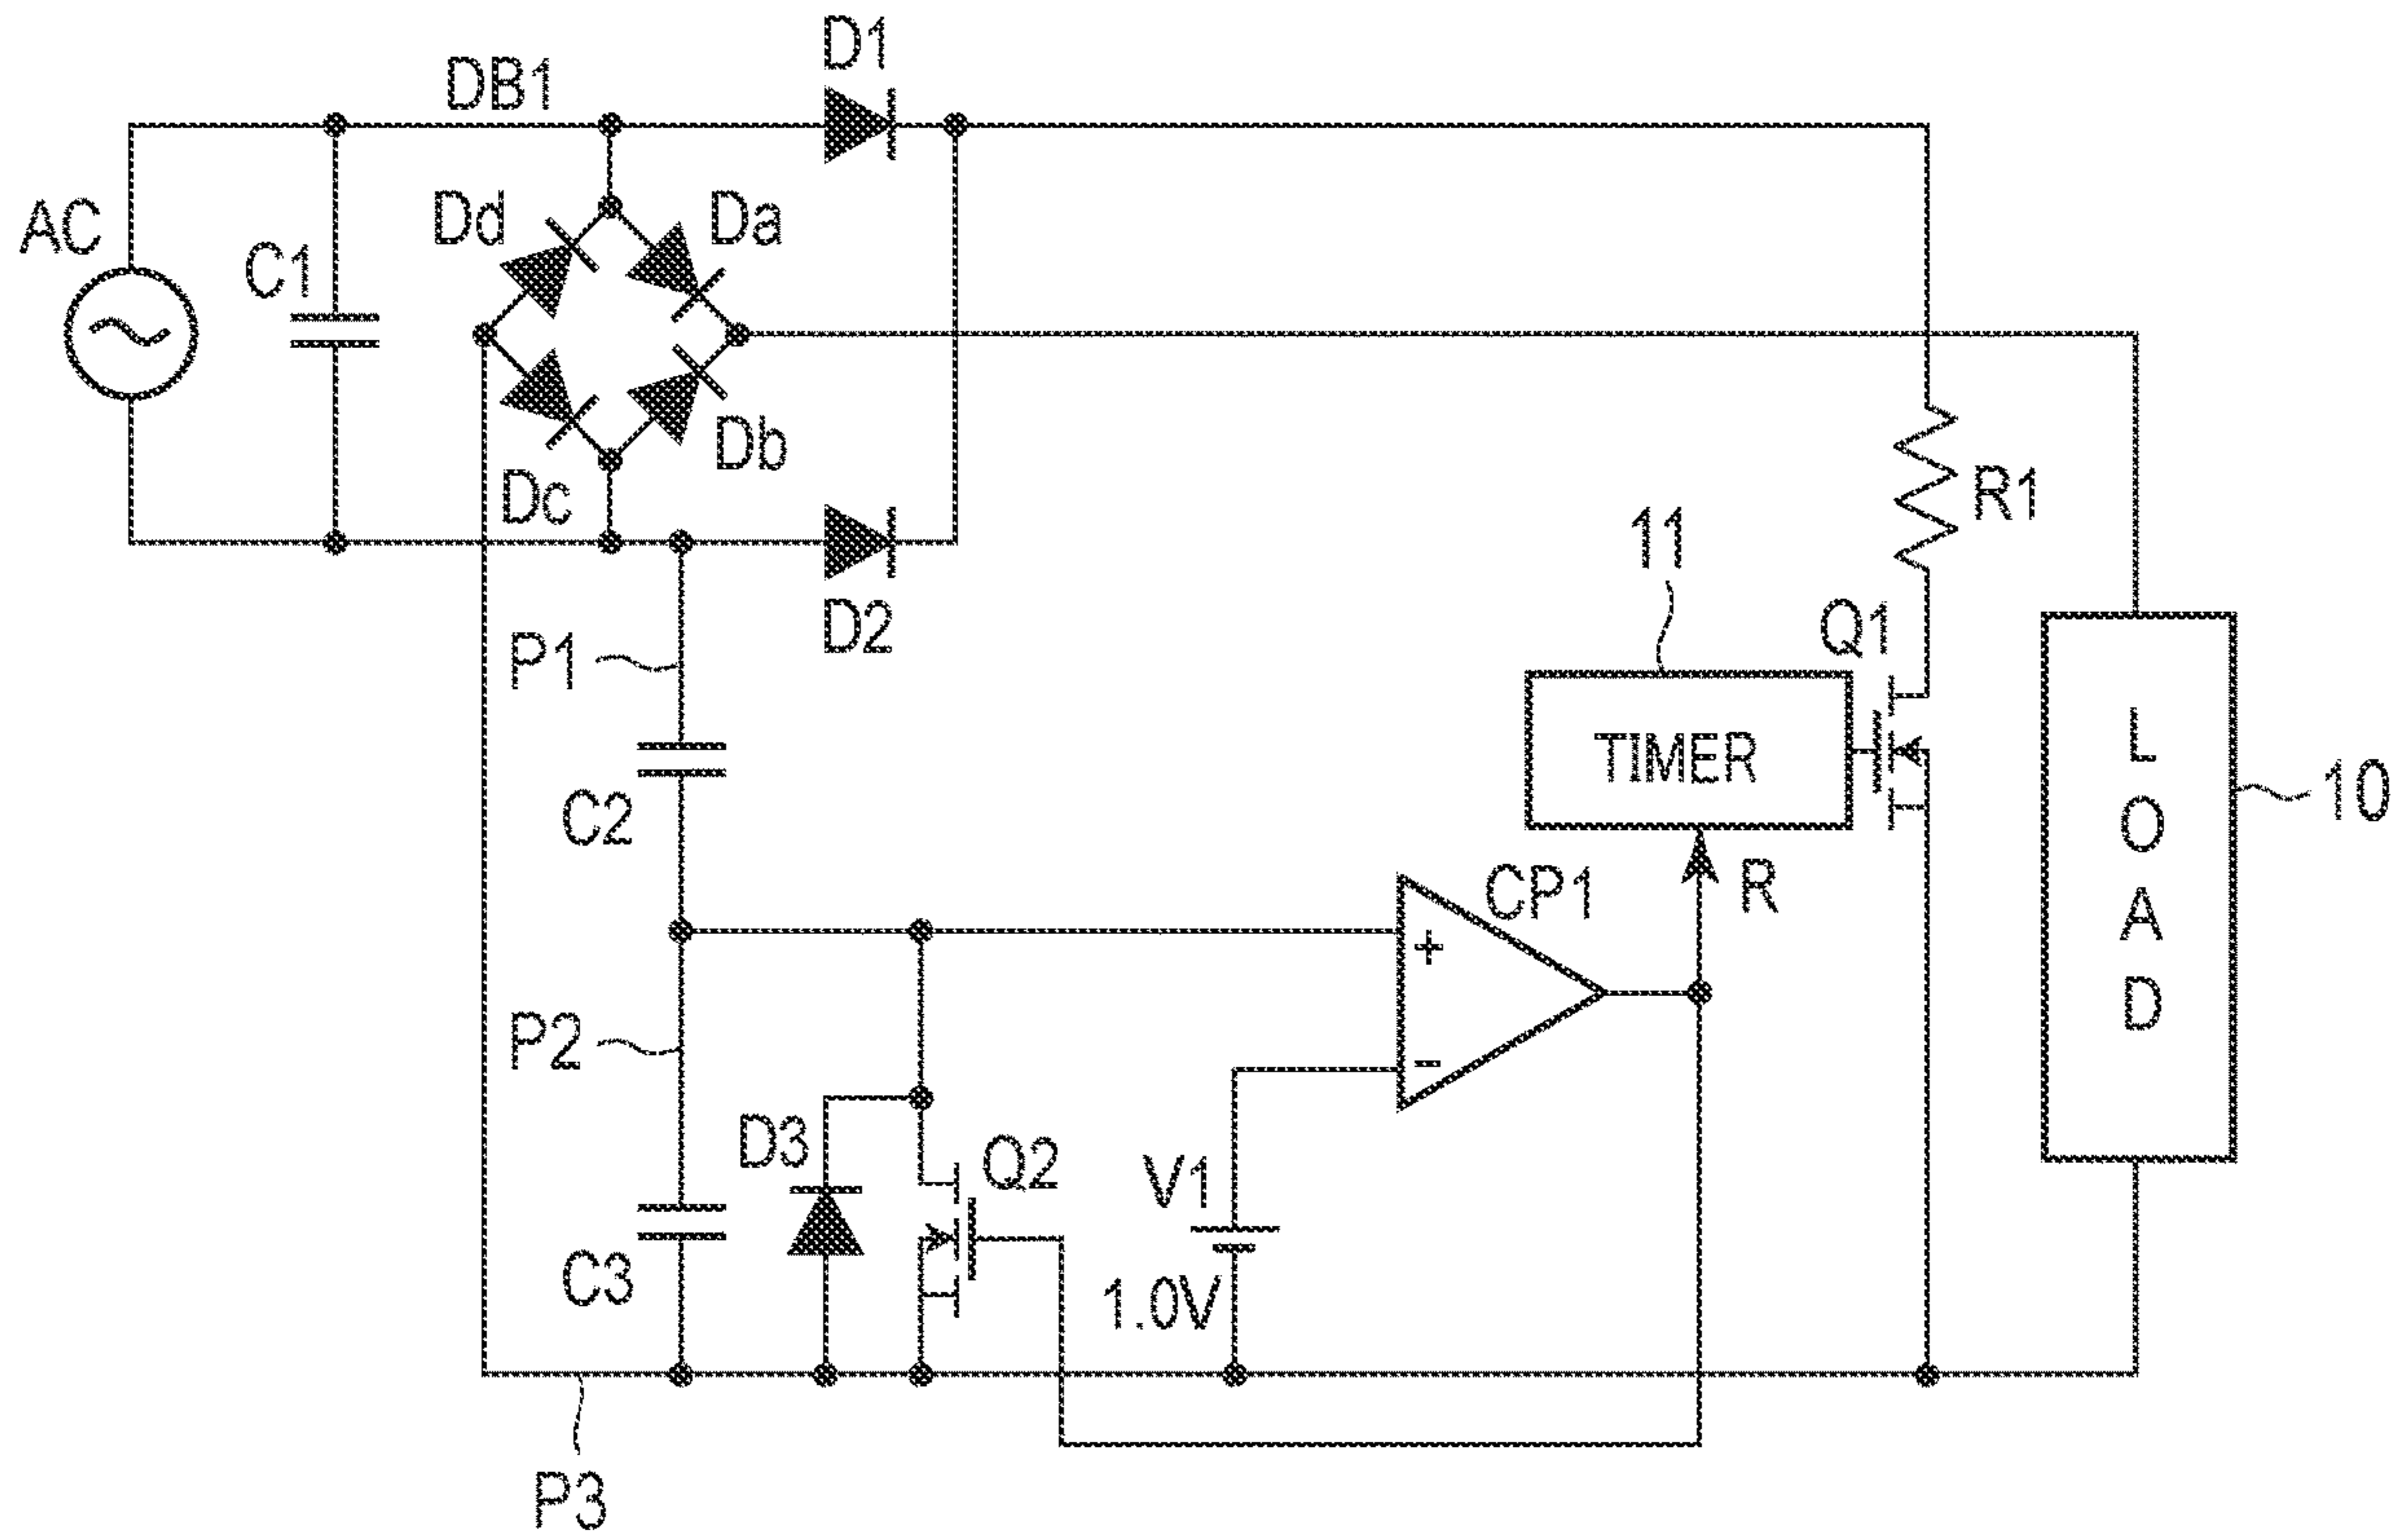 D1
DB1
AC
C1
Dd
Da
Db
Dc
D2
R1
11
Q1
P1
TIMER
LOAD
10
C2
CP1
R
+
P2
−
D3
Q2
V1
C3
1.0V
P3